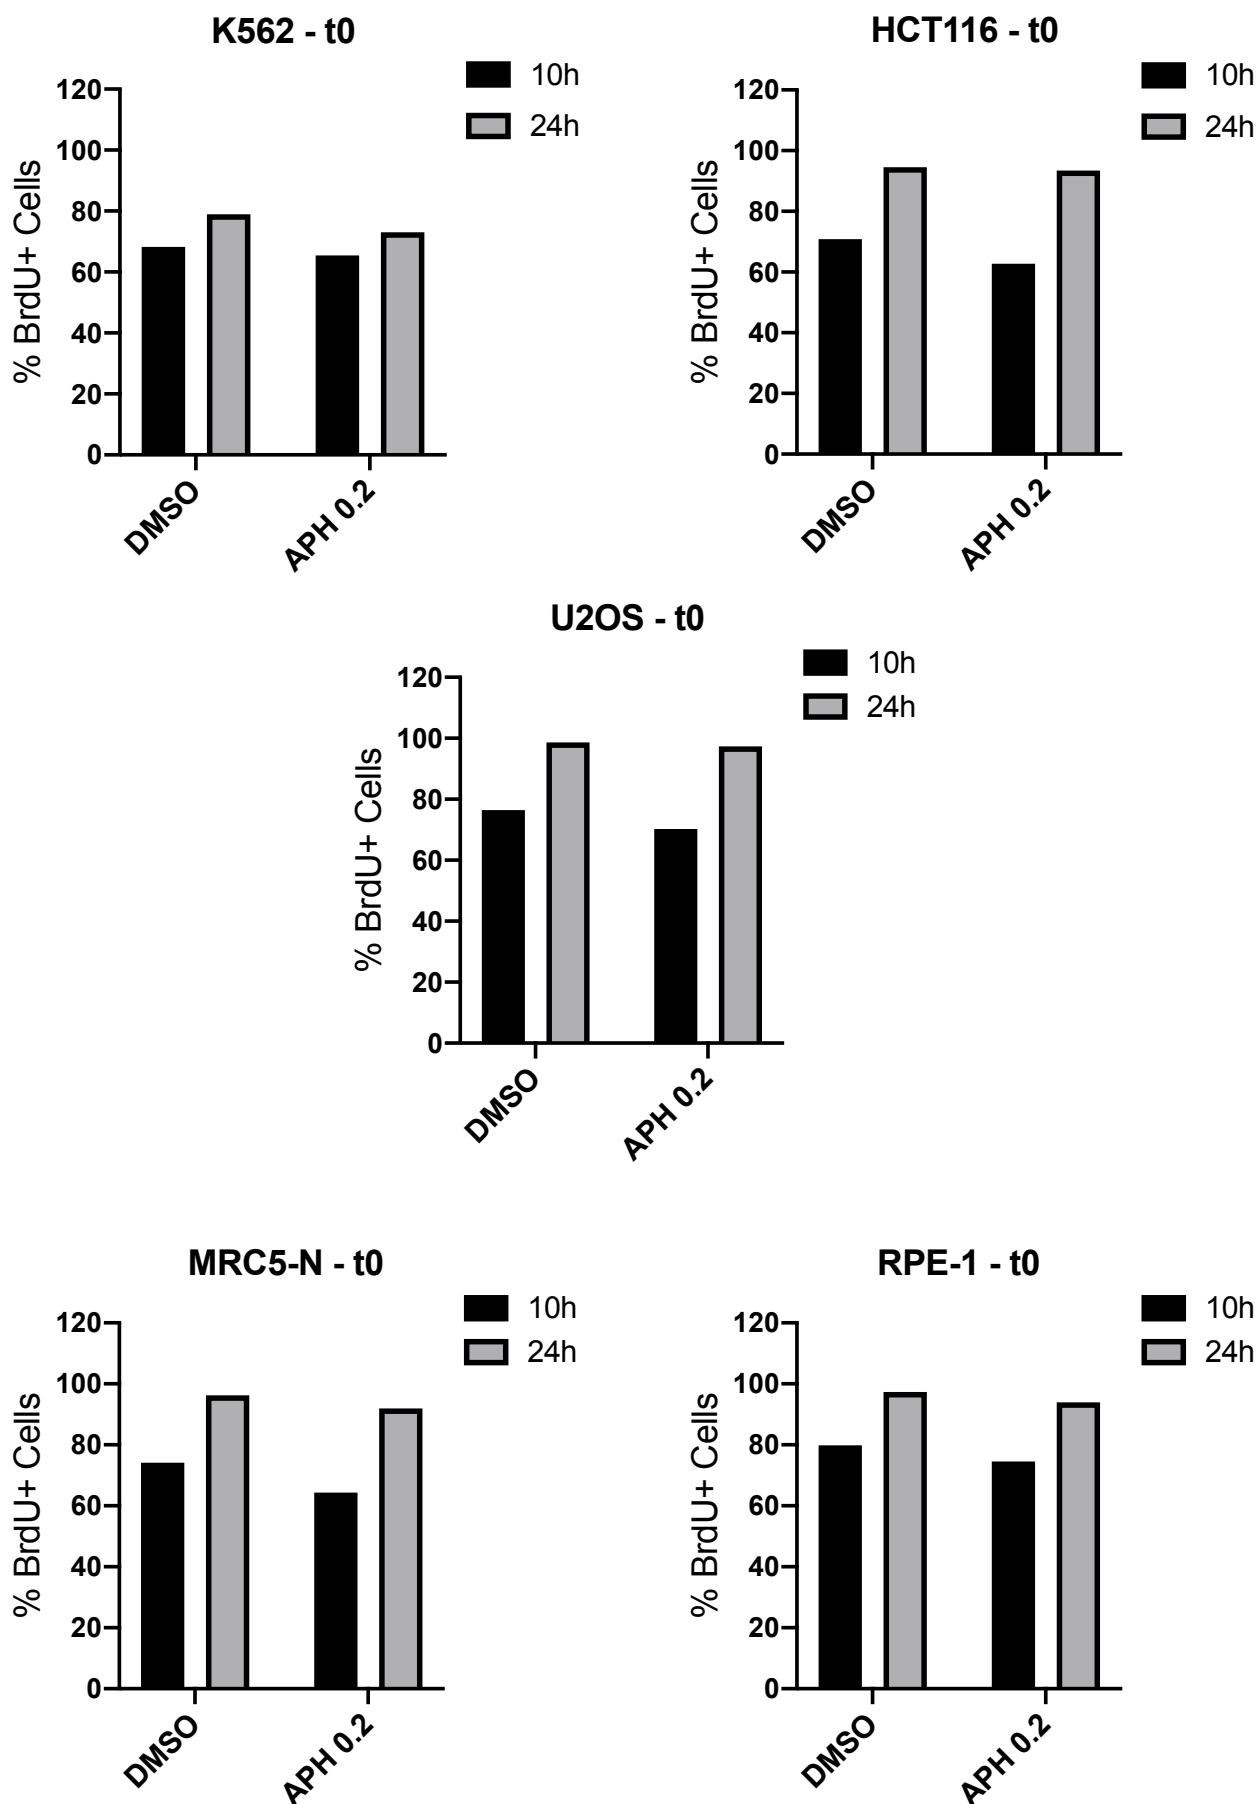 K562 - t0
10h
24h
% BrdU+ Cells
120
100
80
60
40
20
0
DMSO
APH 0.2
HCT116 - t0
10h
24h
% BrdU+ Cells
120
100
80
60
40
20
0
DMSO
APH 0.2
U2OS - t0
10h
24h
% BrdU+ Cells
120
100
80
60
40
20
0
DMSO
APH 0.2
MRC5-N - t0
10h
24h
% BrdU+ Cells
120
100
80
60
40
20
0
DMSO
APH 0.2
RPE-1 - t0
10h
24h
% BrdU+ Cells
120
100
80
60
40
20
0
DMSO
APH 0.2